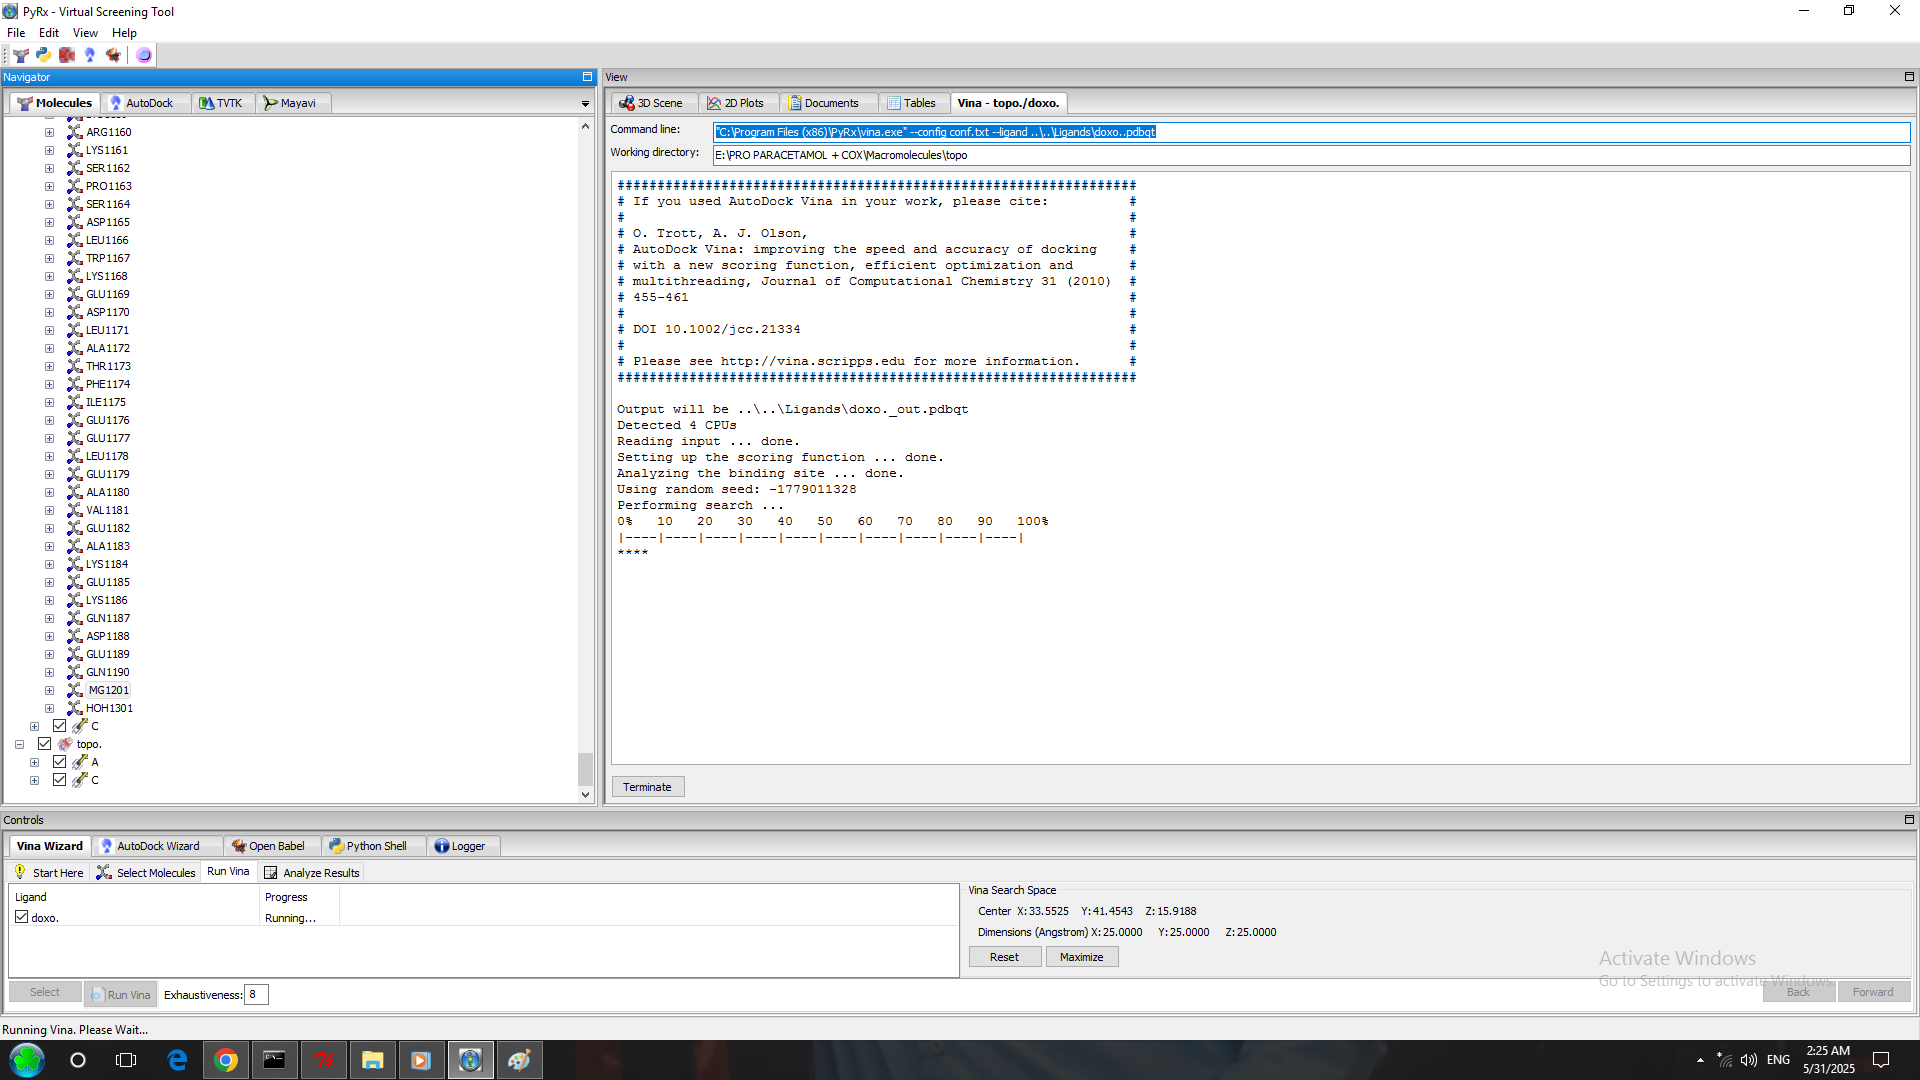 PyRx - Virtual Screening Tool
File Edit View Help
Navigator
Molecules AutoDock TVTK Mayavi
ARG1160
LYS1161
SER1162
PRO1163
SER1164
ASP1165
LEU1166
TRP1167
LYS1168
GLU1169
ASP1170
LEU1171
ALA1172
THR1173
PHE1174
ILE1175
GLU1176
GLU1177
LEU1178
GLU1179
ALA1180
VAL1181
GLU1182
ALA1183
LYS1184
GLU1185
LYS1186
GLN1187
ASP1188
GLU1189
GLN1190
MG1201
HOH1301
C
topo.
A
C
View
3D Scene 2D Plots Documents Tables Vina - topo./doxo.
Command line: "C:\Program Files (x86)\PyRx\vina.exe" --config conf.txt --ligand ..\..\Ligands\doxo..pdbqt
Working directory: E:\PRO PARACETAMOL + COX\Macromolecules\topo
#################################################################
# If you used AutoDock Vina in your work, please cite: #
# #
# O. Trott, A. J. Olson, #
# AutoDock Vina: improving the speed and accuracy of docking #
# with a new scoring function, efficient optimization and #
# multithreading, Journal of Computational Chemistry 31 (2010) #
# 455-461 #
# #
# DOI 10.1002/jcc.21334 #
# #
# Please see http://vina.scripps.edu for more information. #
#################################################################
Output will be ..\..\Ligands\doxo._out.pdbqt
Detected 4 CPUs
Reading input ... done.
Setting up the scoring function ... done.
Analyzing the binding site ... done.
Using random seed: -1779011328
Performing search ...
0% 10 20 30 40 50 60 70 80 90 100%
|----|----|----|----|----|----|----|----|----|----|
****
Terminate
Controls
Vina Wizard AutoDock Wizard Open Babel Python Shell Logger
Start Here Select Molecules Run Vina Analyze Results
Ligand Progress
doxo. Running...
Vina Search Space
Center X:33.5525 Y:41.4543 Z:15.9188
Dimensions (Angstrom) X:25.0000 Y:25.0000 Z:25.0000
Reset Maximize
Activate Windows
Go to Settings to activate Windows.
Select Run Vina Exhaustiveness: 8 Back Forward
Running Vina. Please Wait...
ENG
2:25 AM
5/31/2025